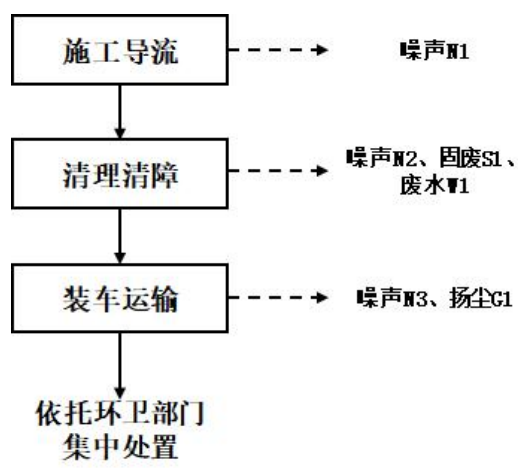 施工导流
噪声N1
清理清障
噪声N2、固废S1、
废水W1
装车运输
噪声N3、扬尘G1
依托环卫部门
集中处置